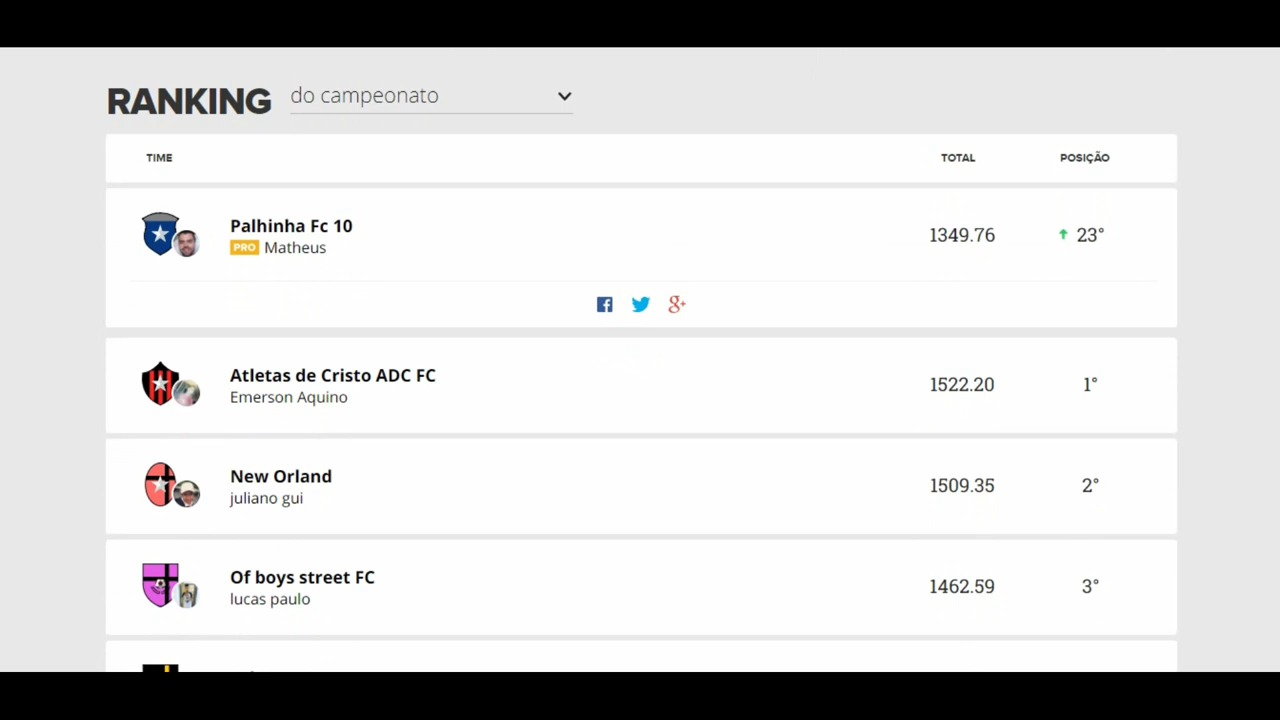 RANKING do campeonato
TIME TOTAL POSIÇÃO
Palhinha Fc 10
PRO Matheus
1349.76 23°
Atletas de Cristo ADC FC
Emerson Aquino
1522.20 1°
New Orland
juliano gui
1509.35 2°
Of boys street FC
lucas paulo
1462.59 3°